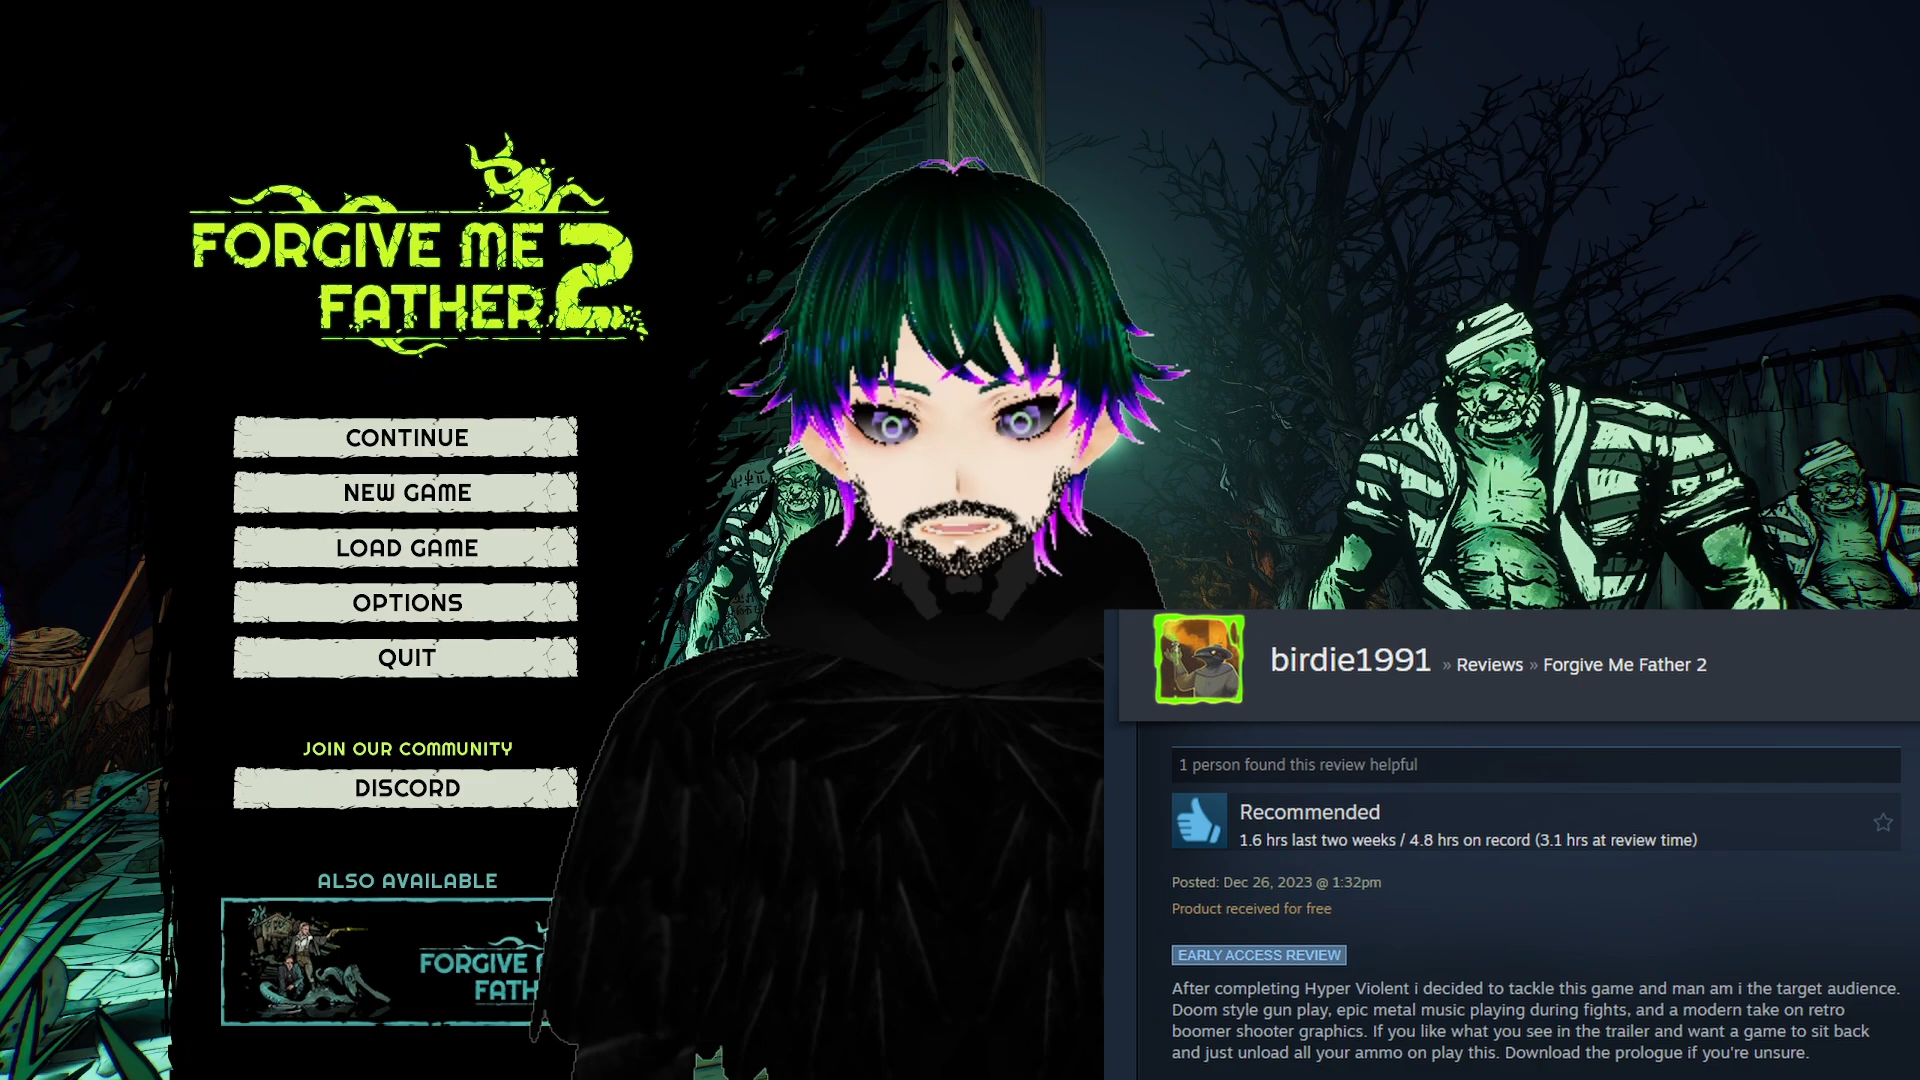 FORGIVE ME
FATHER 2
CONTINUE
NEW GAME
LOAD GAME
OPTIONS
QUIT
JOIN OUR COMMUNITY
DISCORD
ALSO AVAILABLE
FORGIVE
FATH
birdie1991 » Reviews » Forgive Me Father 2
1 person found this review helpful
Recommended
1.6 hrs last two weeks / 4.8 hrs on record (3.1 hrs at review time)
Posted: Dec 26, 2023 @ 1:32pm
Product received for free
EARLY ACCESS REVIEW
After completing Hyper Violent i decided to tackle this game and man am i the target audience.
Doom style gun play, epic metal music playing during fights, and a modern take on retro
boomer shooter graphics. If you like what you see in the trailer and want a game to sit back
and just unload all your ammo on play this. Download the prologue if you're unsure.